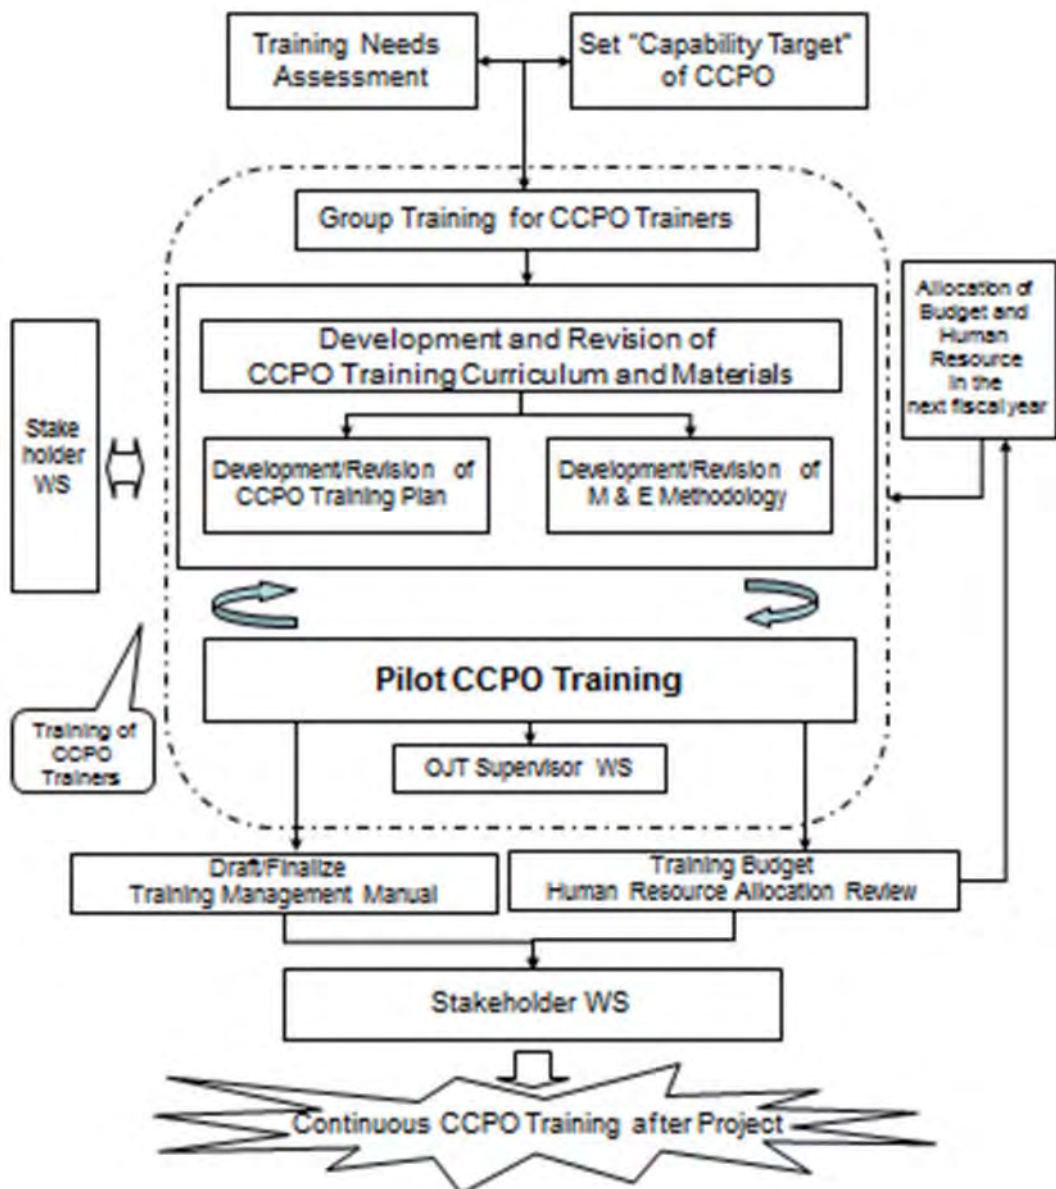 Training Needs
Assessment
Set "Capability Target"
of CCPO
Group Training for CCPO Trainers
Development and Revision of
CCPO Training Curriculum and Materials
Development/Revision of
CCPO Training Plan
Development/Revision of
M & E Methodology
Allocation of
Budget and
Human
Resource
In the
next fiscal year
Stake
holder
WS
Pilot CCPO Training
OJT Supervisor WS
Training of
CCPO
Trainers
Draft/Finalize
Training Management Manual
Training Budget
Human Resource Allocation Review
Stakeholder WS
Continuous CCPO Training after Project